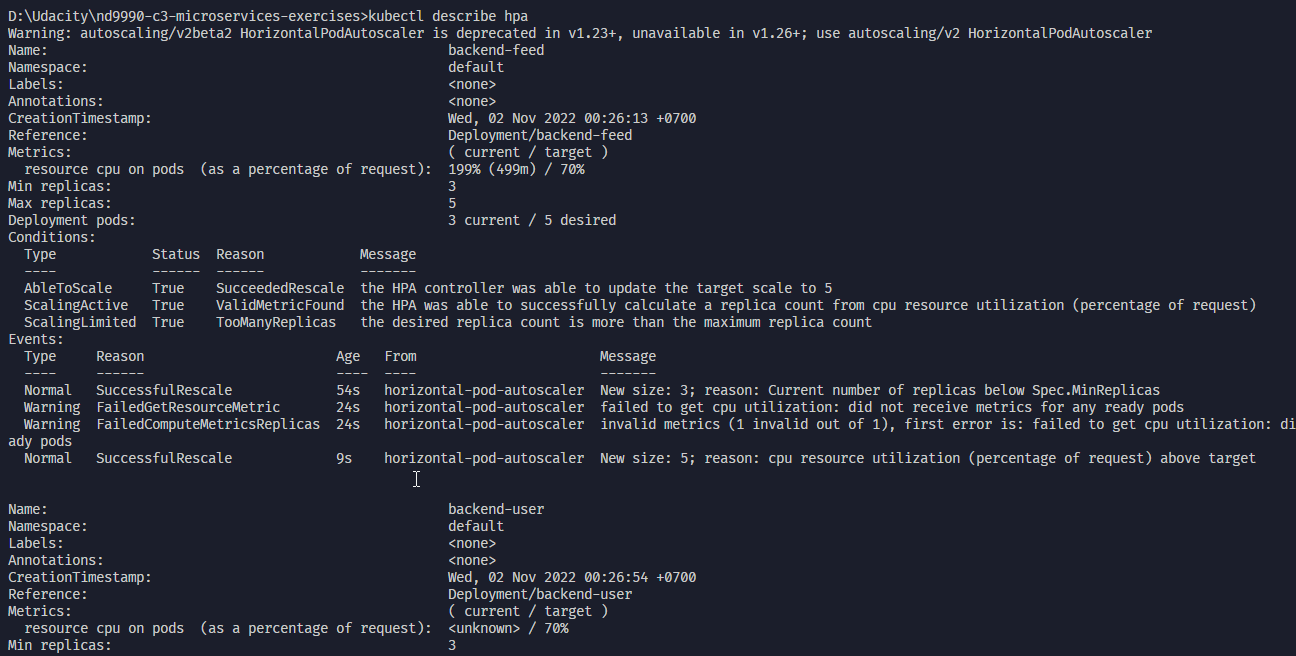 D:\Udacity\nd9990-c3-microservices-exercises>kubectl describe hpa
Warning: autoscaling/v2beta2 HorizontalPodAutoscaler is deprecated in v1.23+, unavailable in v1.26+; use autoscaling/v2 HorizontalPodAutoscaler
Name:                                                  backend-feed
Namespace:                                             default
Labels:                                                <none>
Annotations:                                           <none>
CreationTimestamp:                                     Wed, 02 Nov 2022 00:26:13 +0700
Reference:                                             Deployment/backend-feed
Metrics:                                               ( current / target )
  resource cpu on pods  (as a percentage of request):  199% (499m) / 70%
Min replicas:                                          3
Max replicas:                                          5
Deployment pods:                                       3 current / 5 desired
Conditions:
  Type            Status  Reason            Message
  ----            ------  ------            -------
  AbleToScale     True    SucceededRescale  the HPA controller was able to update the target scale to 5
  ScalingActive   True    ValidMetricFound  the HPA was able to successfully calculate a replica count from cpu resource utilization (percentage of request)
  ScalingLimited  True    TooManyReplicas   the desired replica count is more than the maximum replica count
Events:
  Type     Reason                        Age   From                       Message
  ----     ------                        ----  ----                       -------
  Normal   SuccessfulRescale             54s   horizontal-pod-autoscaler  New size: 3; reason: Current number of replicas below Spec.MinReplicas
  Warning  FailedGetResourceMetric       24s   horizontal-pod-autoscaler  failed to get cpu utilization: did not receive metrics for any ready pods
  Warning  FailedComputeMetricsReplicas  24s   horizontal-pod-autoscaler  invalid metrics (1 invalid out of 1), first error is: failed to get cpu utilization: di
ady pods
  Normal   SuccessfulRescale             9s    horizontal-pod-autoscaler  New size: 5; reason: cpu resource utilization (percentage of request) above target
Name:                                                  backend-user
Namespace:                                             default
Labels:                                                <none>
Annotations:                                           <none>
CreationTimestamp:                                     Wed, 02 Nov 2022 00:26:54 +0700
Reference:                                             Deployment/backend-user
Metrics:                                               ( current / target )
  resource cpu on pods  (as a percentage of request):  <unknown> / 70%
Min replicas:                                          3